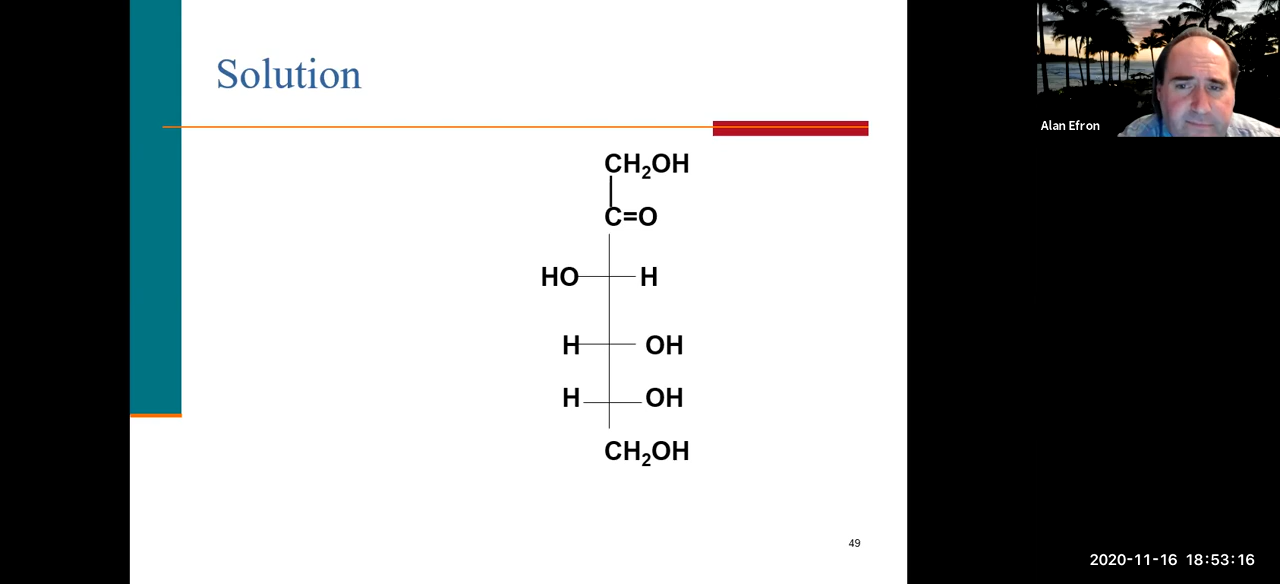 Solution
Alan Efron
CH₂OH
C=O
HO H
H OH
H OH
CH₂OH
49
2020-11-16 18:53:16